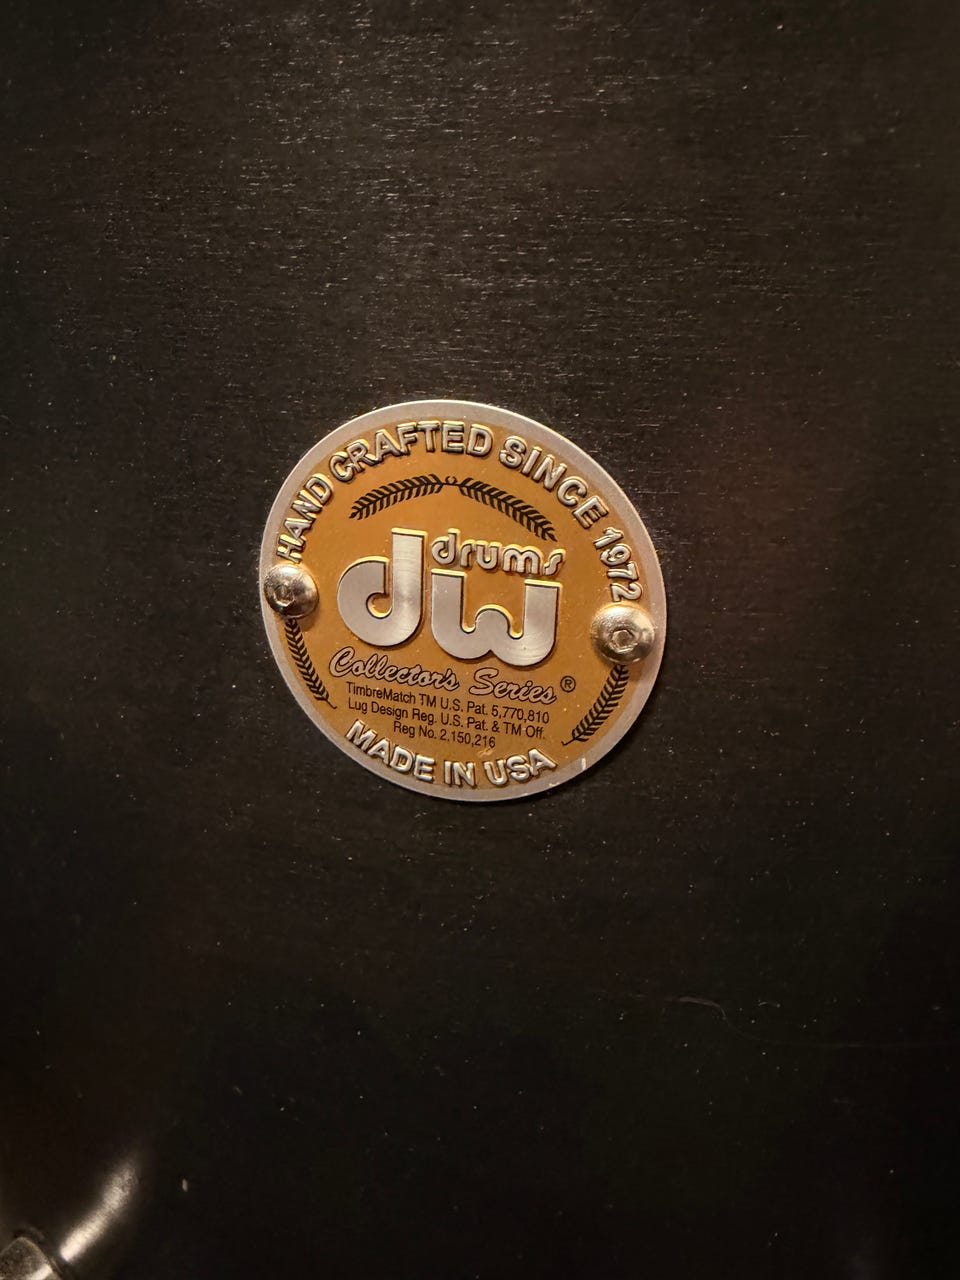 HAND CRAFTED SINCE 1972
drums
dw
Collector's Series®
TimbreMatch TM U.S. Pat. 5,770,810
Lug Design Reg. U.S. Pat. & TM Off.
Reg No. 2,150,216
MADE IN USA